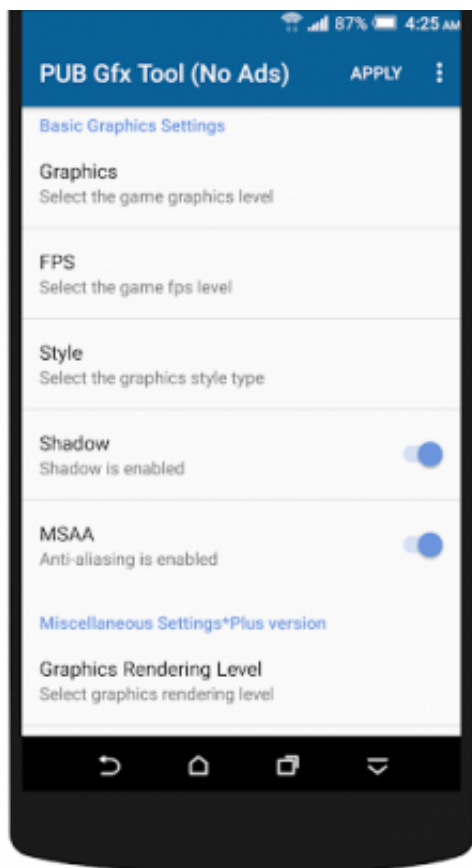 87% 4:25 AM
PUB Gfx Tool (No Ads) APPLY
Basic Graphics Settings
Graphics
Select the game graphics level
FPS
Select the game fps level
Style
Select the graphics style type
Shadow
Shadow is enabled
MSAA
Anti-aliasing is enabled
Miscellaneous Settings*Plus version
Graphics Rendering Level
Select graphics rendering level